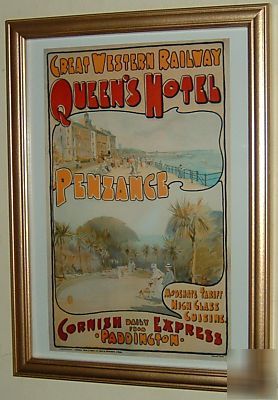 GREAT WESTERN RAILWAY
QUEEN'S HOTEL
PENZANCE
MODERATE TARIFF
HIGH CLASS
CUISINE.
CORNISH DAILY FROM EXPRESS
·PADDINGTON·